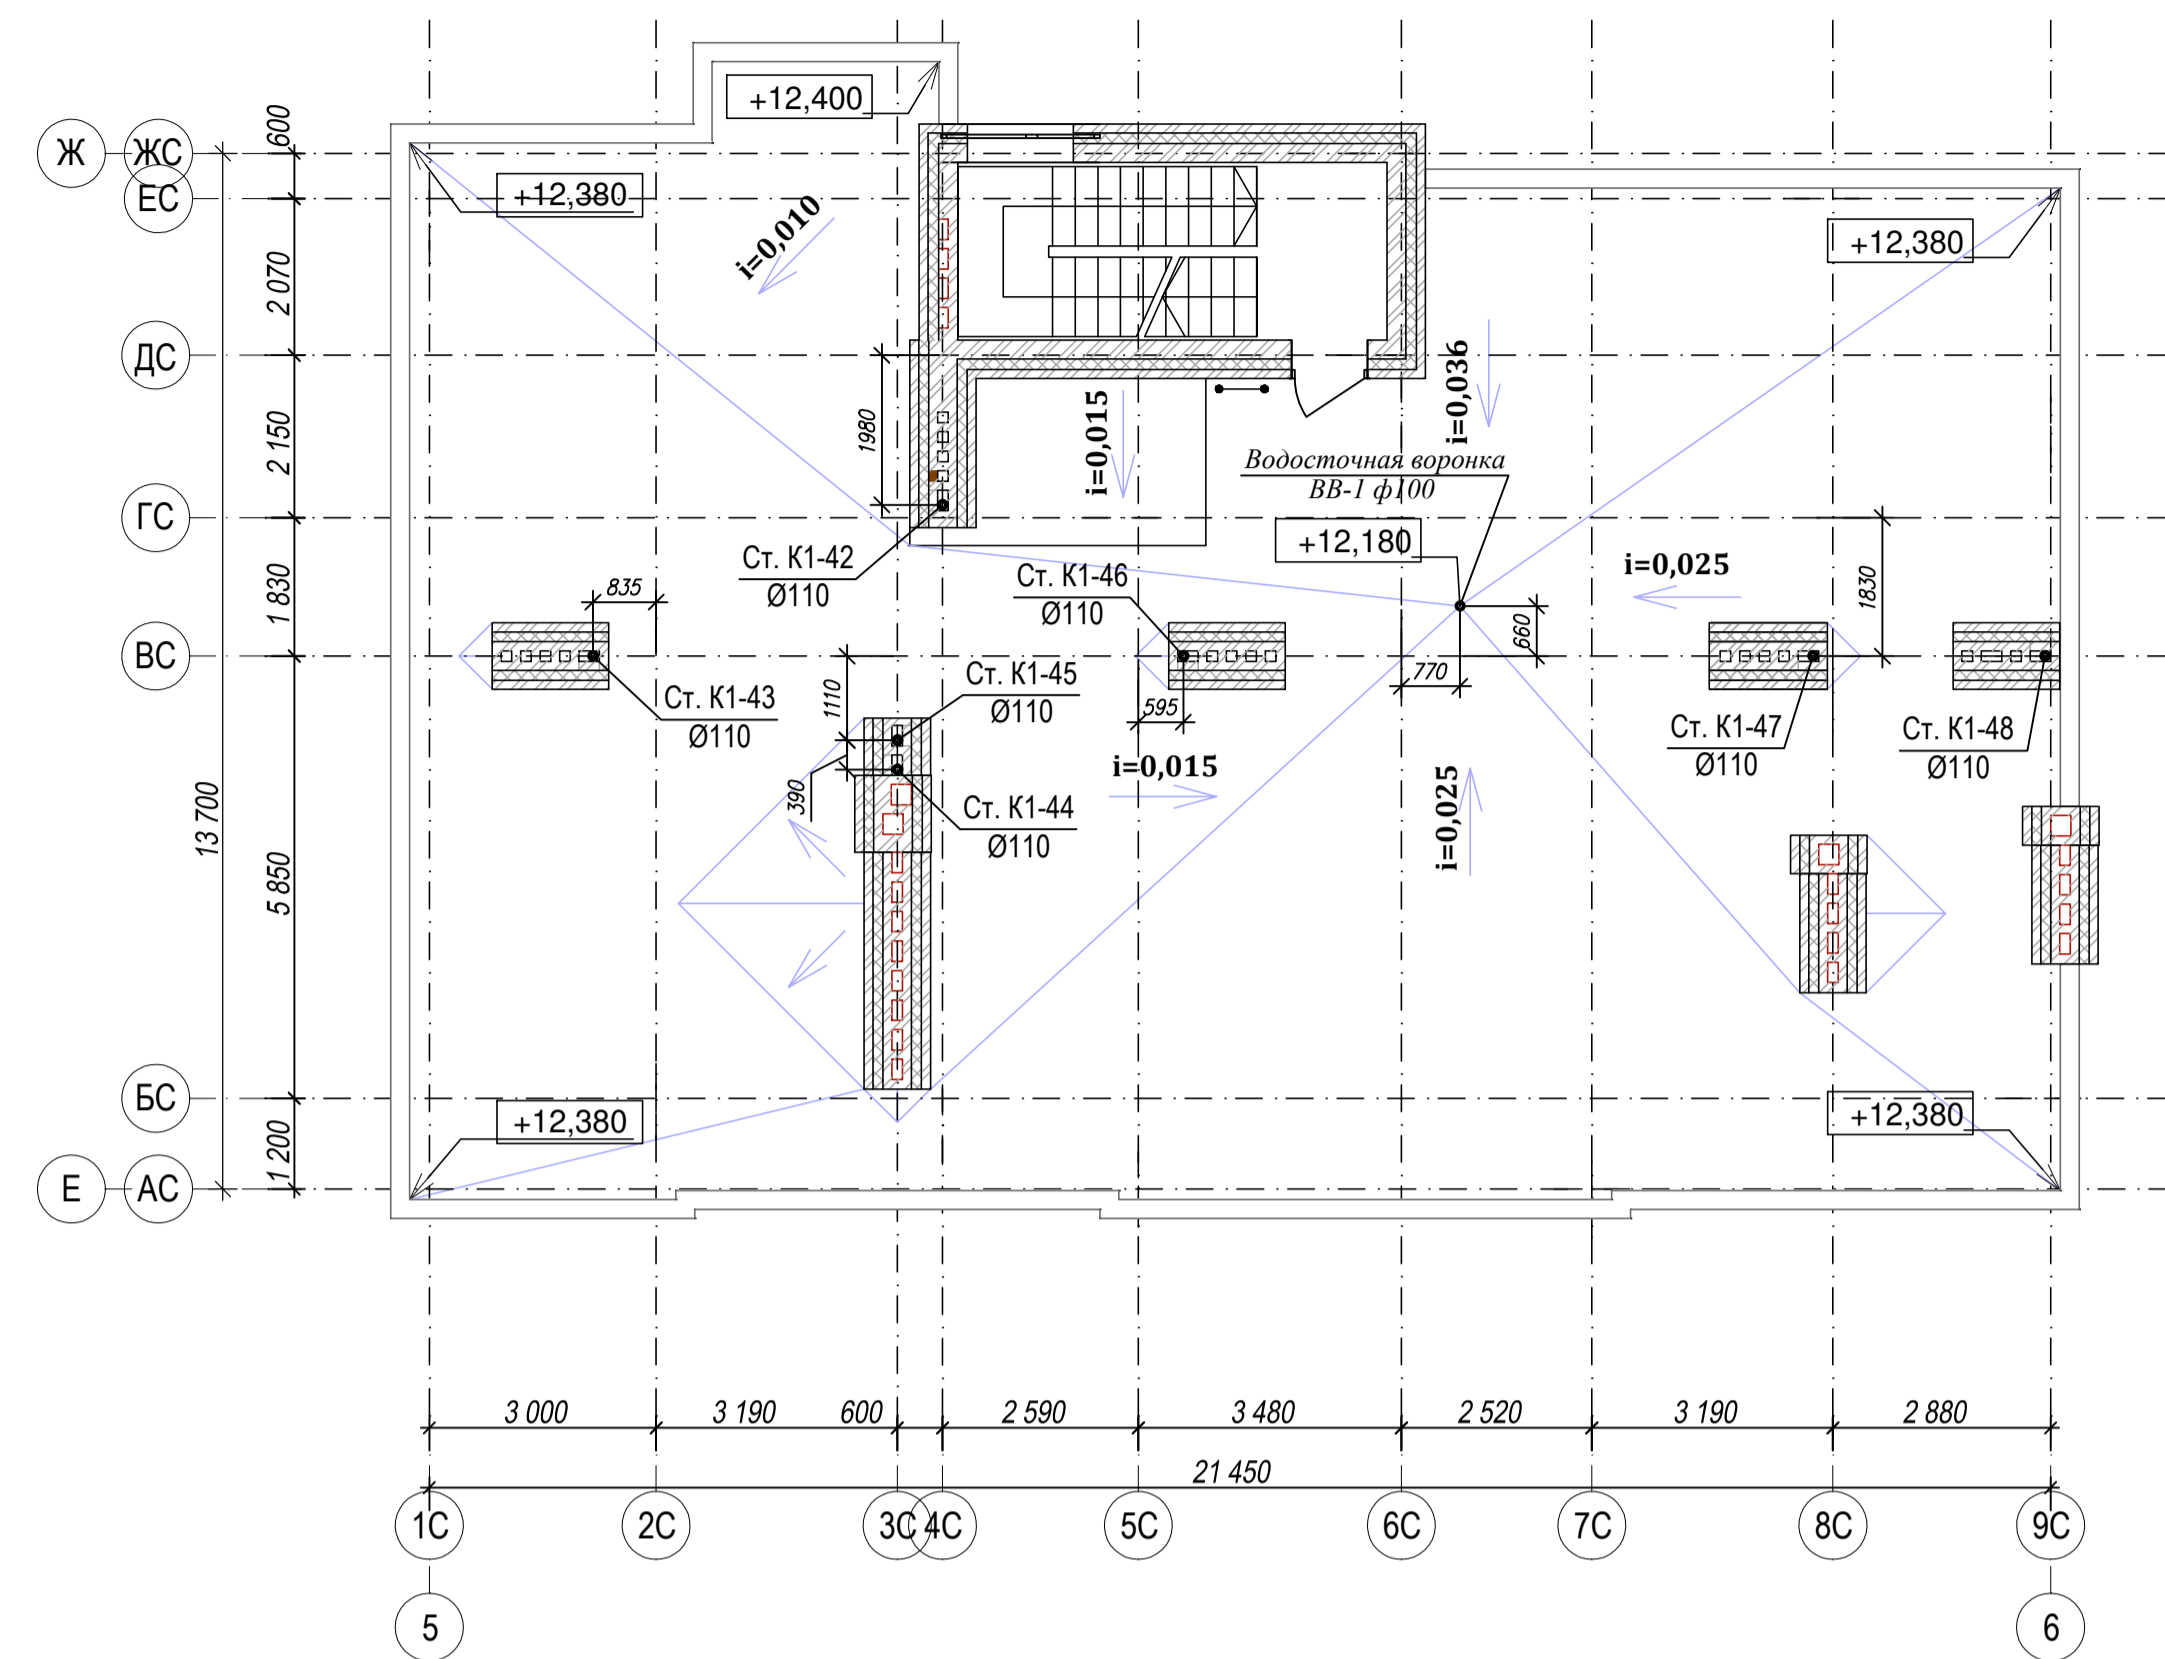 +12,400
600
Ж
ЖС
ЕС
+12,380
i=0,010
+12,380
2 070
ДС
i=0,015
i=0,036
1980
2 150
Водосточная воронка
ВВ-1 ф100
ГС
+12,180
Ст. К1-42
Ø110
Ст. К1-46
Ø110
i=0,025
1830
835
1 830
660
ВС
770
595
Ст. К1-43
Ø110
1110
Ст. К1-45
Ø110
Ст. К1-47
Ø110
Ст. К1-48
Ø110
i=0,015
390
Ст. К1-44
Ø110
i=0,025
13 700
5 850
БС
+12,380
+12,380
1 200
Е
АС
3 000
3 190
600
2 590
3 480
2 520
3 190
2 880
21 450
1С
2С
3С
4С
5С
6С
7С
8С
9С
5
6